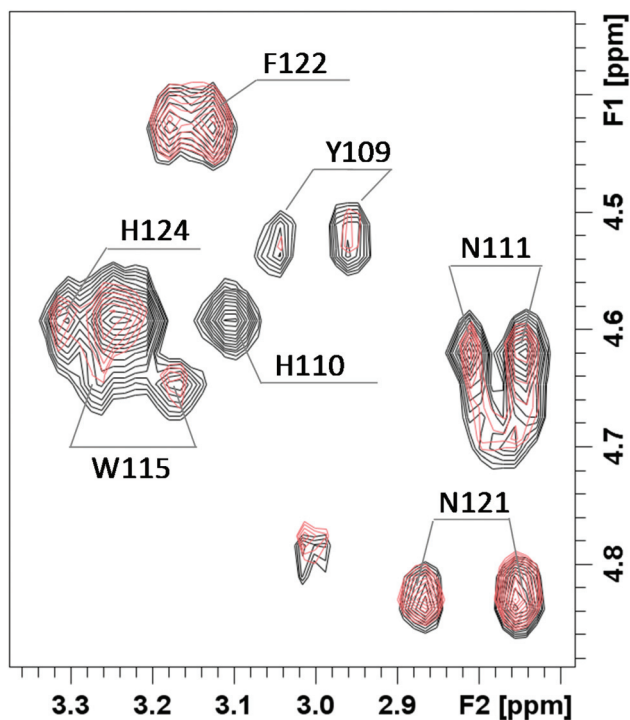 F122
Y109
H124
N111
H110
W115
N121
F1 [ppm]
4.5
4.6
4.7
4.8
3.3 3.2 3.1 3.0 2.9 F2 [ppm]